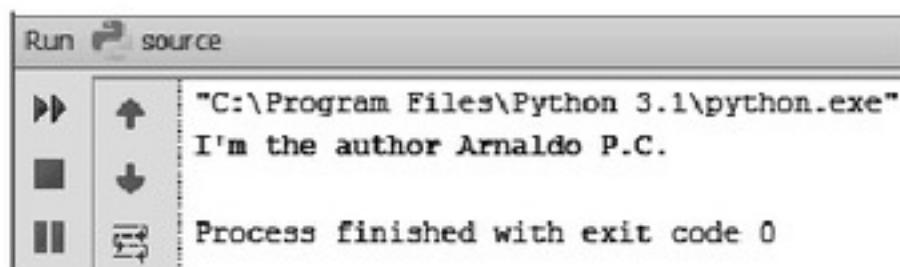 Run source
"C:\Program Files\Python 3.1\python.exe"
I'm the author Arnaldo P.C.
Process finished with exit code 0